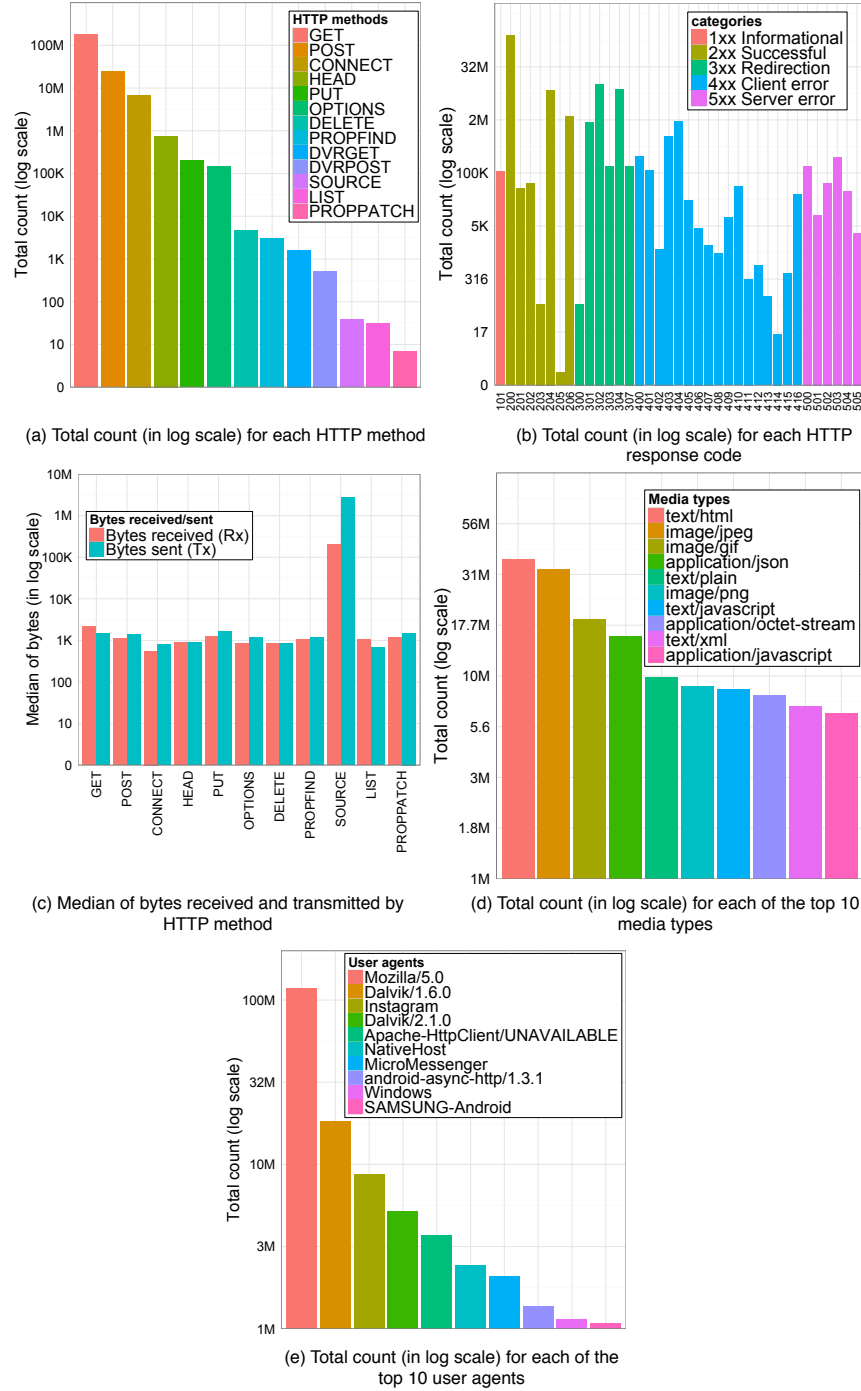 HTTP methods
GET
POST
CONNECT
HEAD
PUT
OPTIONS
DELETE
PROPFIND
DVRGET
DVRPOST
SOURCE
LIST
PROPPATCH
Total count (log scale)
100M
10M
1M
100K
10K
1K
100
10
0
(a) Total count (in log scale) for each HTTP method
categories
1xx Informational
2xx Successful
3xx Redirection
4xx Client error
5xx Server error
Total count (log scale)
32M
2M
100K
5K
316
17
0
101
200
201
202
203
204
205
206
300
301
302
303
304
307
400
401
402
403
404
405
406
407
408
409
410
411
412
413
414
415
416
500
501
502
503
504
505
(b) Total count (in log scale) for each HTTP
response code
Bytes received/sent
Bytes received (Rx)
Bytes sent (Tx)
Median of bytes (in log scale)
10M
1M
100K
10K
1K
100
10
0
GET
POST
CONNECT
HEAD
PUT
OPTIONS
DELETE
PROPFIND
SOURCE
LIST
PROPPATCH
(c) Median of bytes received and transmitted by
HTTP method
Media types
text/html
image/jpeg
image/gif
application/json
text/plain
image/png
text/javascript
application/octet-stream
text/xml
application/javascript
Total count (log scale)
56M
31M
17.7M
10M
5.6
3M
1.8M
1M
(d) Total count (in log scale) for each of the top 10
media types
User agents
Mozilla/5.0
Dalvik/1.6.0
Instagram
Dalvik/2.1.0
Apache-HttpClient/UNAVAILABLE
NativeHost
MicroMessenger
android-async-http/1.3.1
Windows
SAMSUNG-Android
Total count (log scale)
100M
32M
10M
3M
1M
(e) Total count (in log scale) for each of the
top 10 user agents